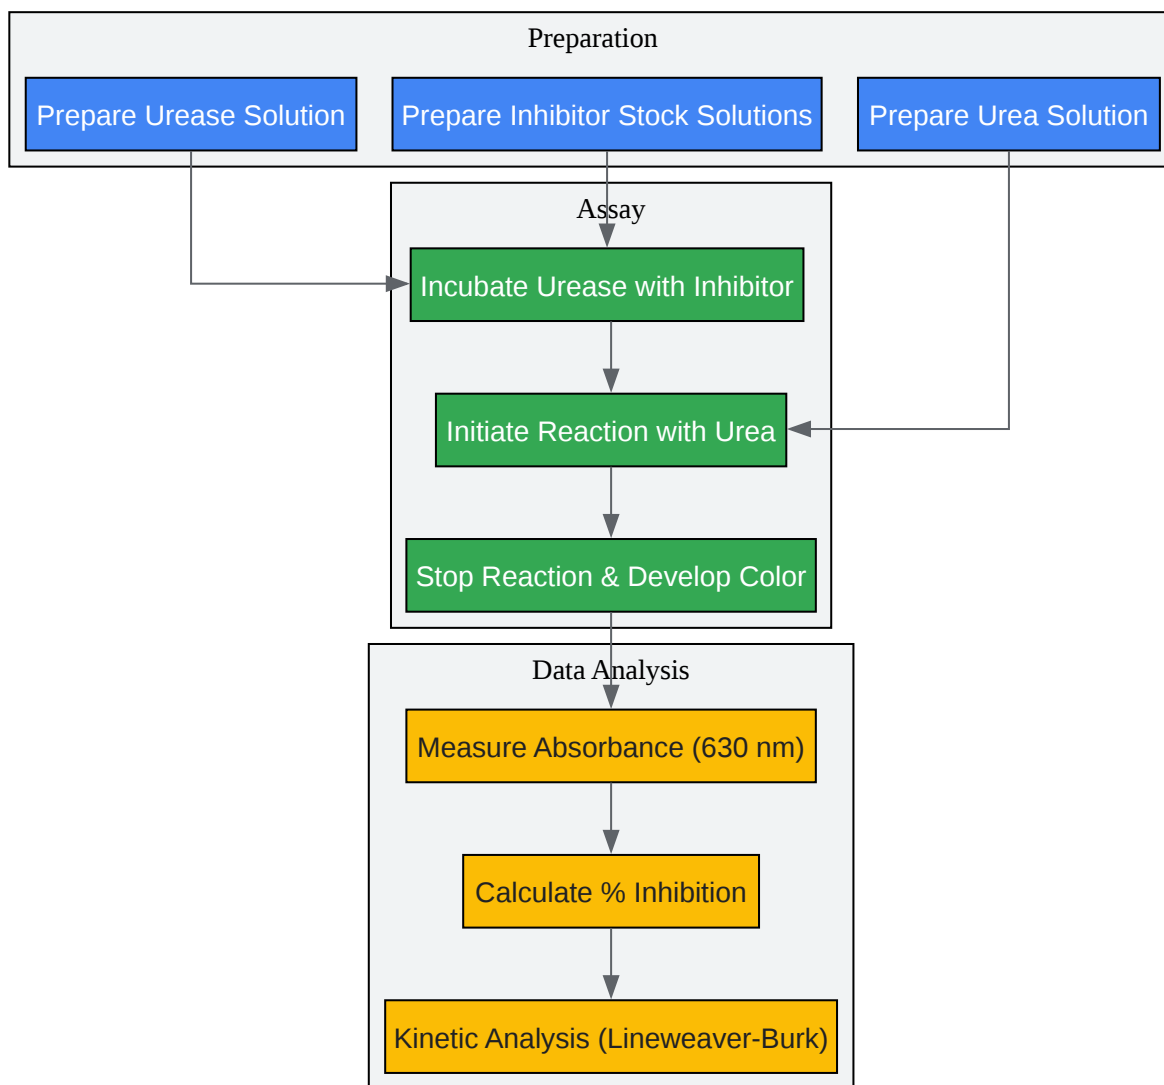 Preparation
Prepare Urease Solution
Prepare Inhibitor Stock Solutions
Prepare Urea Solution
Assay
Incubate Urease with Inhibitor
Initiate Reaction with Urea
Stop Reaction & Develop Color
Data Analysis
Measure Absorbance (630 nm)
Calculate % Inhibition
Kinetic Analysis (Lineweaver-Burk)